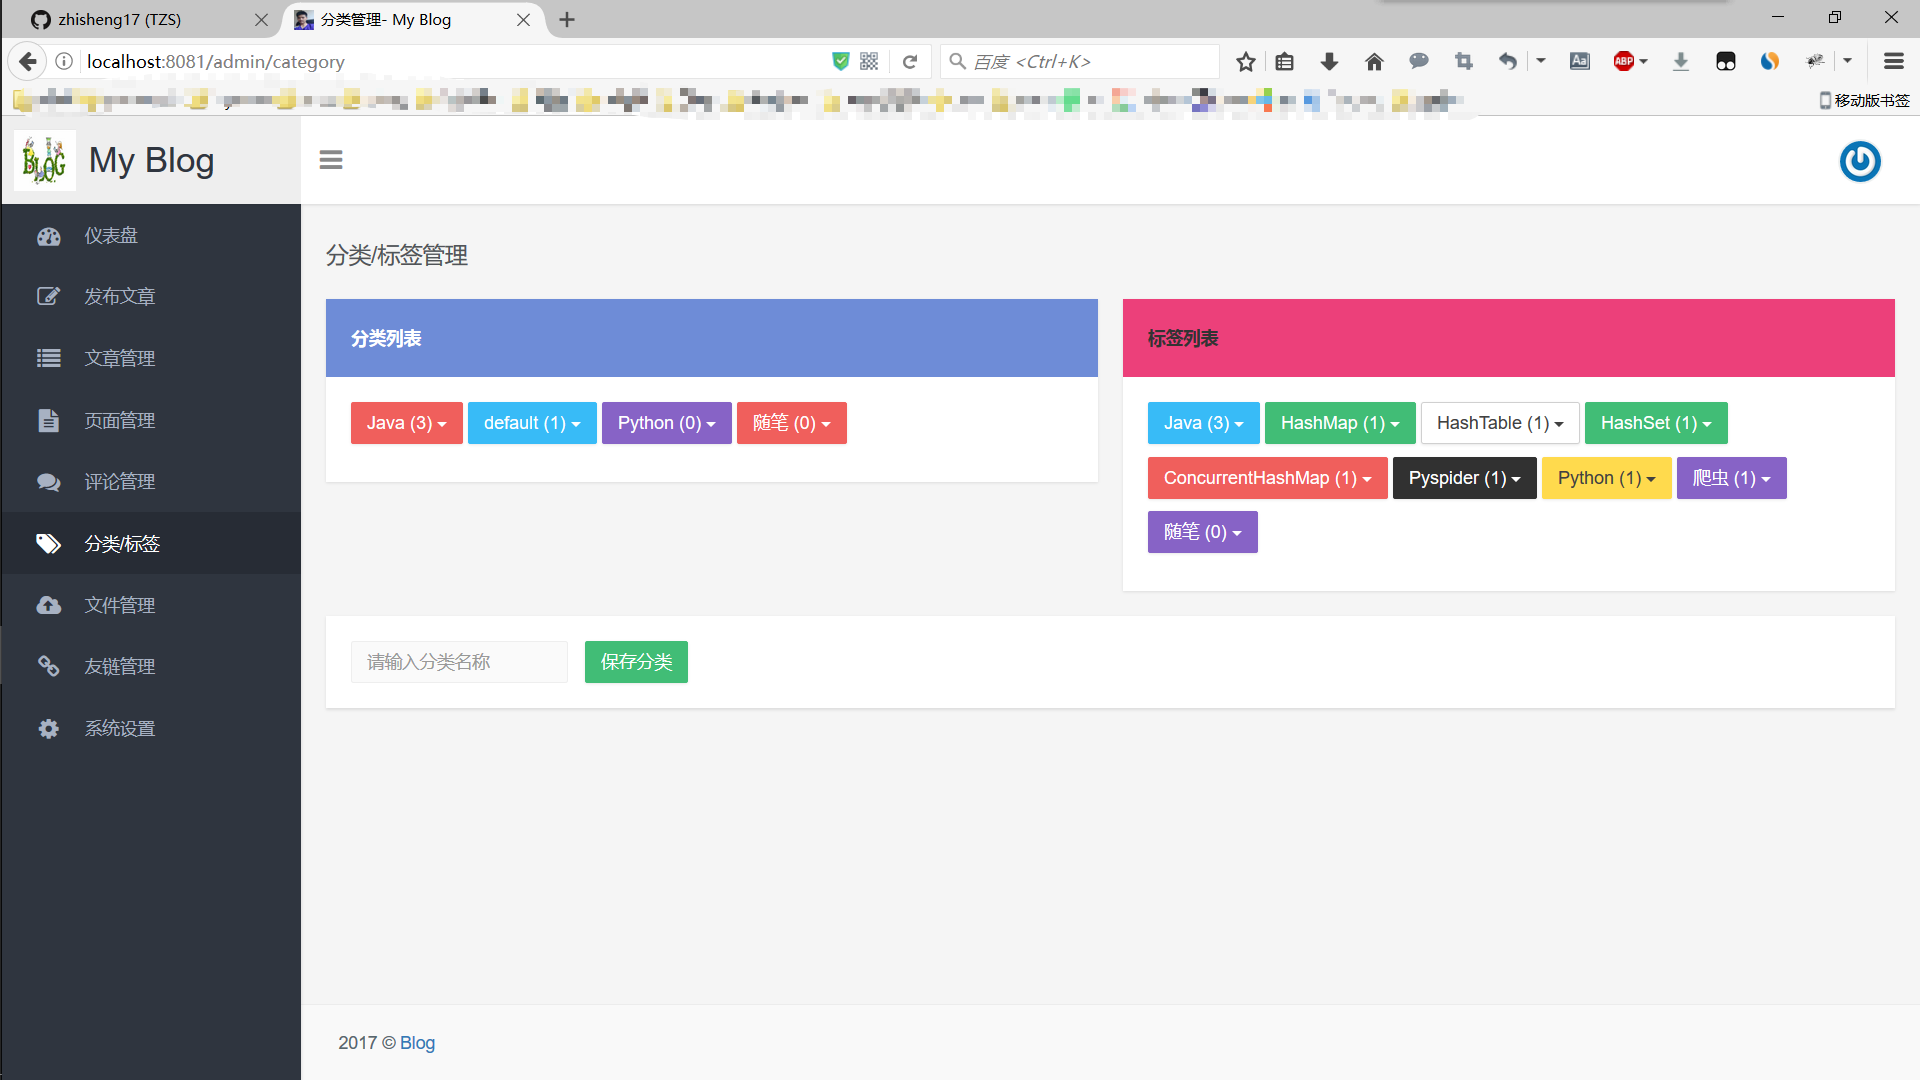 zhisheng17 (TZS)
分类管理- My Blog
localhost:8081/admin/category
百度 <Ctrl+K>
Aa
ABP
移动版书签
BLOG
My Blog
仪表盘
发布文章
文章管理
页面管理
评论管理
分类/标签
文件管理
友链管理
系统设置
分类/标签管理
分类列表
Java (3)
default (1)
Python (0)
随笔 (0)
标签列表
Java (3)
HashMap (1)
HashTable (1)
HashSet (1)
ConcurrentHashMap (1)
Pyspider (1)
Python (1)
爬虫 (1)
随笔 (0)
请输入分类名称
保存分类
2017 © Blog